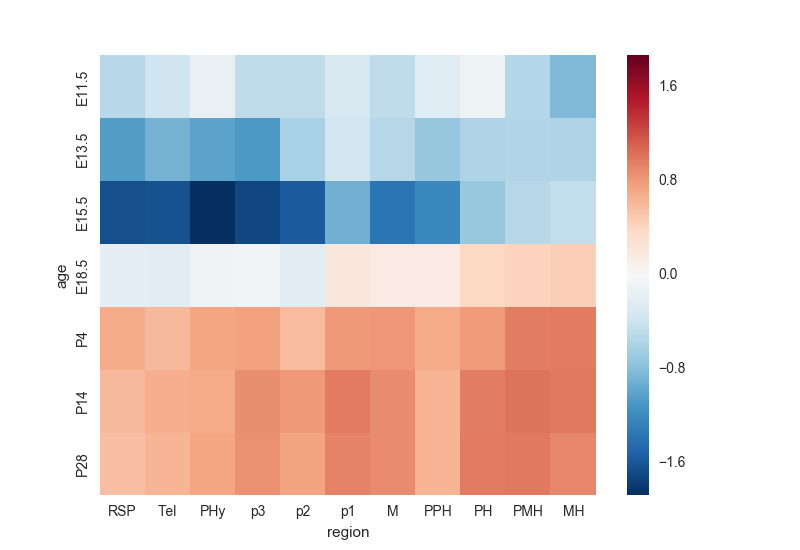 age
E11.5
E13.5
E15.5
E18.5
P4
P14
P28
RSP Tel PHy p3 p2 p1 M PPH PH PMH MH
region
1.6
0.8
0.0
−0.8
−1.6